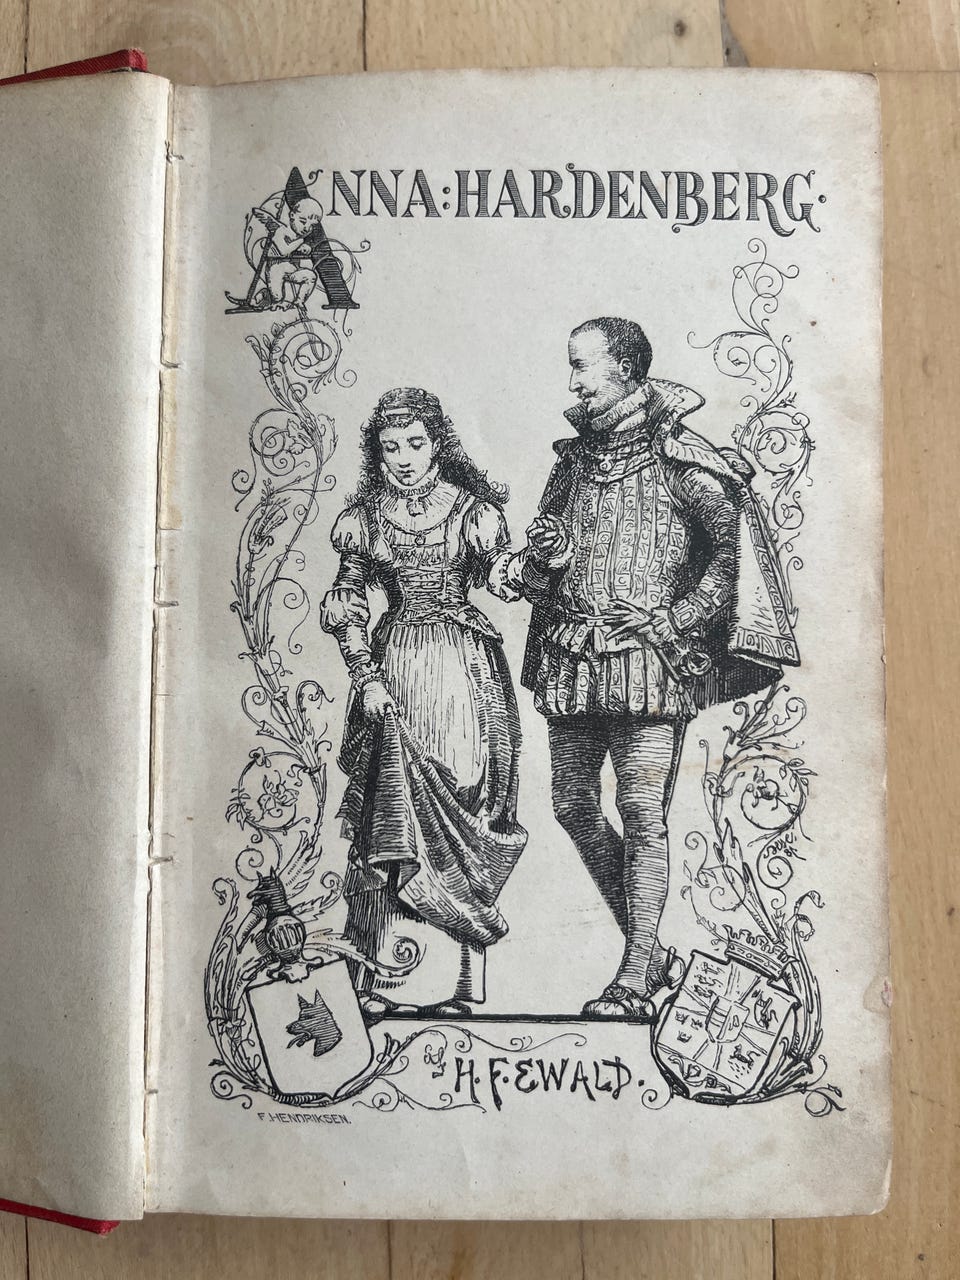 ANNA:HARDENBERG.
H.F.EWALD.
F.HENDRIKSEN.